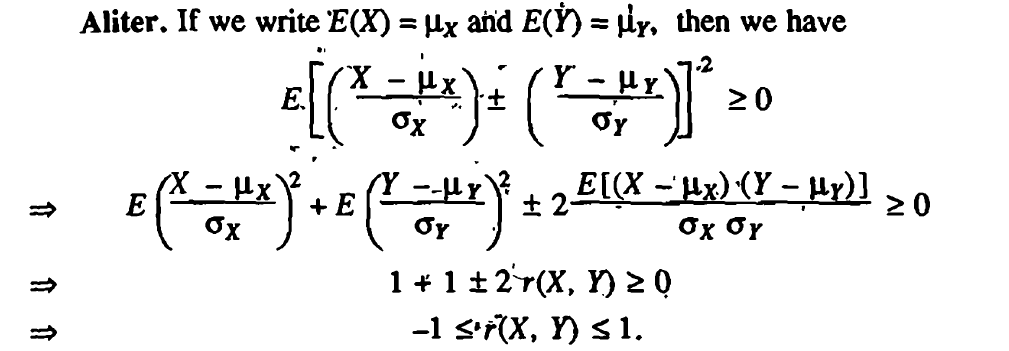 Aliter. If we write E(X) = μ_X and E(Y) = μ_Y, then we have
E[((X − μ_X)/σ_X) ± ((Y − μ_Y)/σ_Y)]² ≥ 0
⇒ E((X − μ_X)/σ_X)² + E((Y − μ_Y)/σ_Y)² ± 2 E[(X − μ_X) (Y − μ_Y)]/(σ_X σ_Y) ≥ 0
⇒ 1 + 1 ± 2 r(X, Y) ≥ 0
⇒ −1 ≤ r(X, Y) ≤ 1.